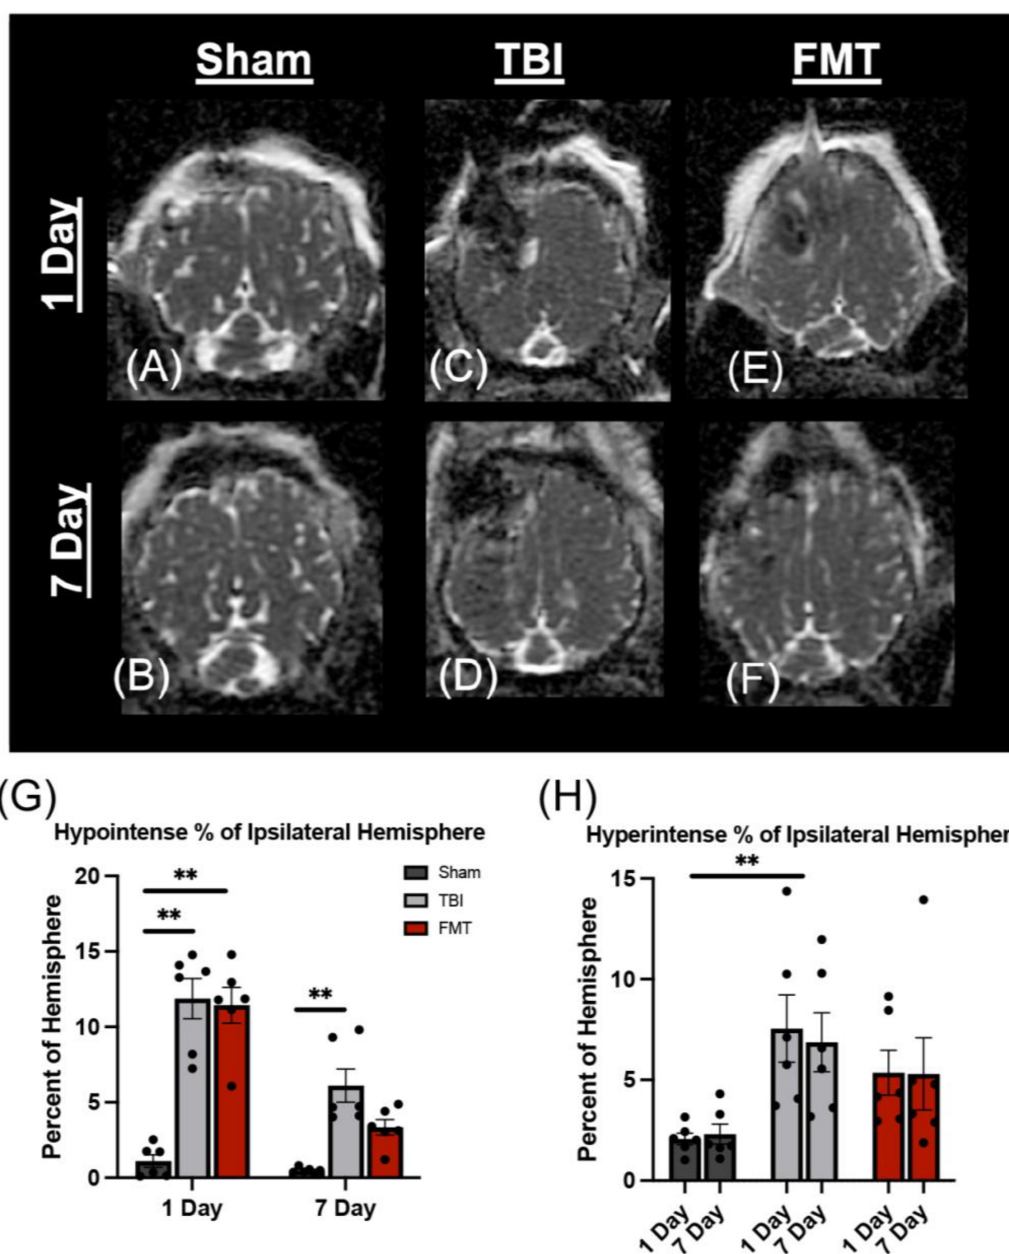 Sham TBI FMT
1 Day
(A) (C) (E)
7 Day
(B) (D) (F)
(G)
Hypointense % of Ipsilateral Hemisphere
Percent of Hemisphere
20
15
10
5
0
**
**
**
Sham
TBI
FMT
1 Day 7 Day
(H)
Hyperintense % of Ipsilateral Hemispher
Percent of Hemisphere
15
10
5
0
**
1 Day 7 Day 1 Day 7 Day 1 Day 7 Day